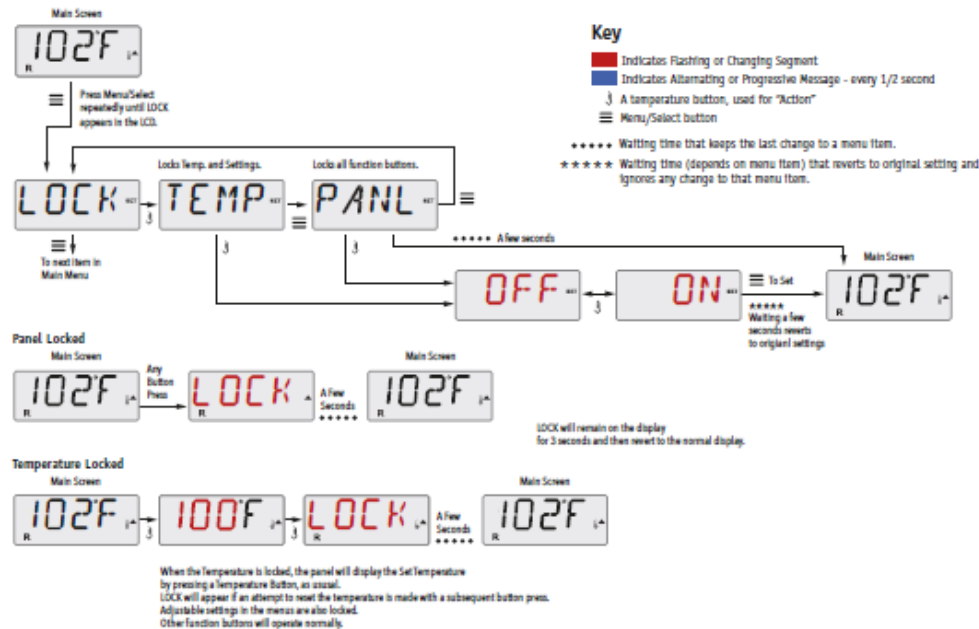 Main Screen
102°F
R
Key
Indicates Flashing or Changing Segment
Indicates Alternating or Progressive Message - every 1/2 second
A temperature button, used for "Action"
Menu/Select button
***** Waiting time that keeps the last change to a menu item.
***** Waiting time (depends on menu item) that reverts to original setting and
ignores any change to that menu item.
Press Menu/Select
repeatedly until LOCK
appears in the LCD.
Locks Temp. and Settings.
Locks all function buttons.
LOCK SET
TEMP SET
PANL SET
To next item in
Main Menu
***** A few seconds
OFF SET
ON SET
To Set
*****
Waiting a few
seconds reverts
to origianl settings
Main Screen
102°F
R
Panel Locked
Main Screen
102°F
R
Any
Button
Press
LOCK
R
A Few
Seconds
*****
Main Screen
102°F
R
LOCK will remain on the display
for 3 seconds and then revert to the normal display.
Temperature Locked
Main Screen
102°F
R
100°F
LOCK
R
A Few
Seconds
*****
Main Screen
102°F
R
When the Temperature is locked, the panel will display the Set Temperature
by pressing a Temperature Button, as ususal.
LOCK will appear if an attempt to reset the temperature is made with a subsequent button press.
Adjustable settings in the menus are also locked.
Other function buttons will operate normally.